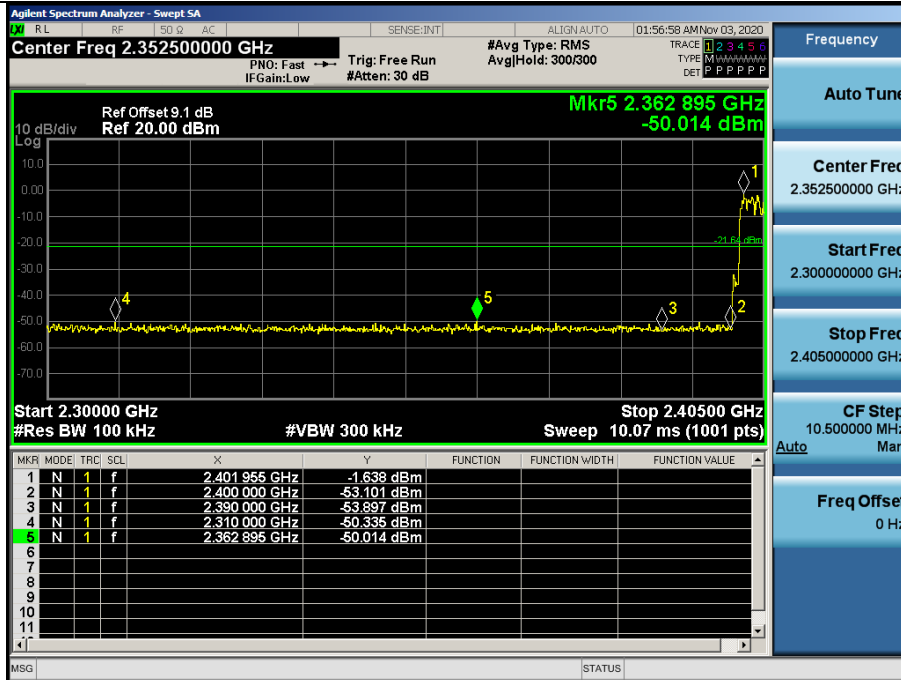 Agilent Spectrum Analyzer - Swept SA
LXI RL RF 50 Ω AC SENSE:INT ALIGN AUTO 01:56:58 AM Nov 03, 2020
Center Freq 2.352500000 GHz
PNO: Fast
IFGain:Low
Trig: Free Run
#Atten: 30 dB
#Avg Type: RMS
Avg|Hold: 300/300
TRACE 1 2 3 4 5 6
TYPE M WWWWW
DET P P P P P P
Mkr5 2.362 895 GHz
-50.014 dBm
Ref Offset 9.1 dB
10 dB/div Ref 20.00 dBm
Log
10.0
0.00
-10.0
-20.0
-30.0
-40.0
-50.0
-60.0
-70.0
-21.64 dBm
1
4
5
3
2
Start 2.30000 GHz Stop 2.40500 GHz
#Res BW 100 kHz #VBW 300 kHz Sweep 10.07 ms (1001 pts)
MKR MODE TRC SCL X Y FUNCTION FUNCTION WIDTH FUNCTION VALUE
1 N 1 f 2.401 955 GHz -1.638 dBm
2 N 1 f 2.400 000 GHz -53.101 dBm
3 N 1 f 2.390 000 GHz -53.897 dBm
4 N 1 f 2.310 000 GHz -50.335 dBm
5 N 1 f 2.362 895 GHz -50.014 dBm
6
7
8
9
10
11
MSG STATUS
Frequency
Auto Tune
Center Freq
2.352500000 GHz
Start Freq
2.300000000 GHz
Stop Freq
2.405000000 GHz
CF Step
10.500000 MHz
Auto Man
Freq Offset
0 Hz